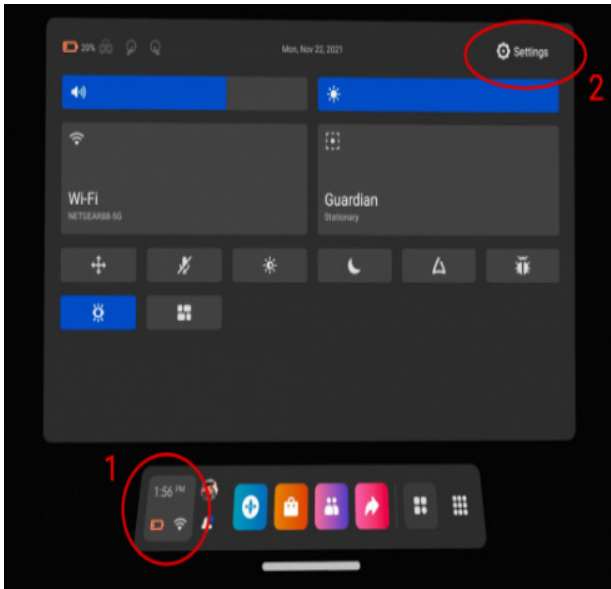 20%
Mon, Nov 22, 2021
Settings
2
Wi-Fi
NETGEAR88-5G
Guardian
Stationary
1
1:56 PM